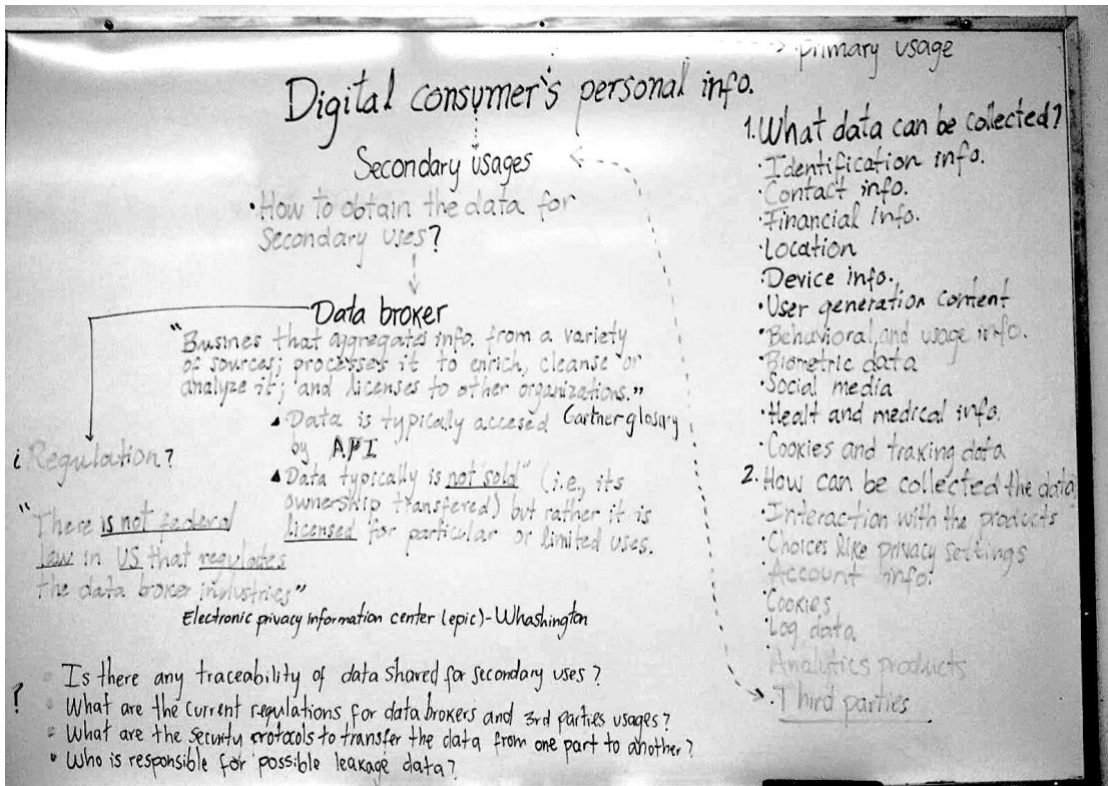 Primary usage
Digital consumer's personal info.
Secondary usages
• How to obtain the data for
Secondary uses?
Data broker
"Busines that aggregates info. from a variety
of sources; processes it to enrich, cleanse or
analyze it; and licenses to other organizations."
Cartner glosary
▲ Data is typicaly accesed
by API
▲ Data typically is not "sold" (i.e., its
ownership transfered) but rather it is
licensed for particular or limited uses.
¿Regulation?
"There is not federal
law in US that regulates
the data boker industries"
Electronic privacy information center (epic)-Whashington
?
• Is there any traceability of data shared for secondary uses?
• What are the current regulations for data brokers and 3rd parties usages?
• What are the security protocols to transfer the data from one part to another?
• Who is responsible for possible leakage data?
1. What data can be collected?
• Identification info.
• Contact info.
• Financial info.
• Location
• Device info.
• User generation content
• Behavioral and usage info.
• Biometric data
• Social media
• Healt and medical info.
• Cookies and traking data
2. How can be collected the data
• Interaction with the products
• Choices like privacy settings
• Account info.
• Cookies
• Log data
• Analytics products
• Third parties